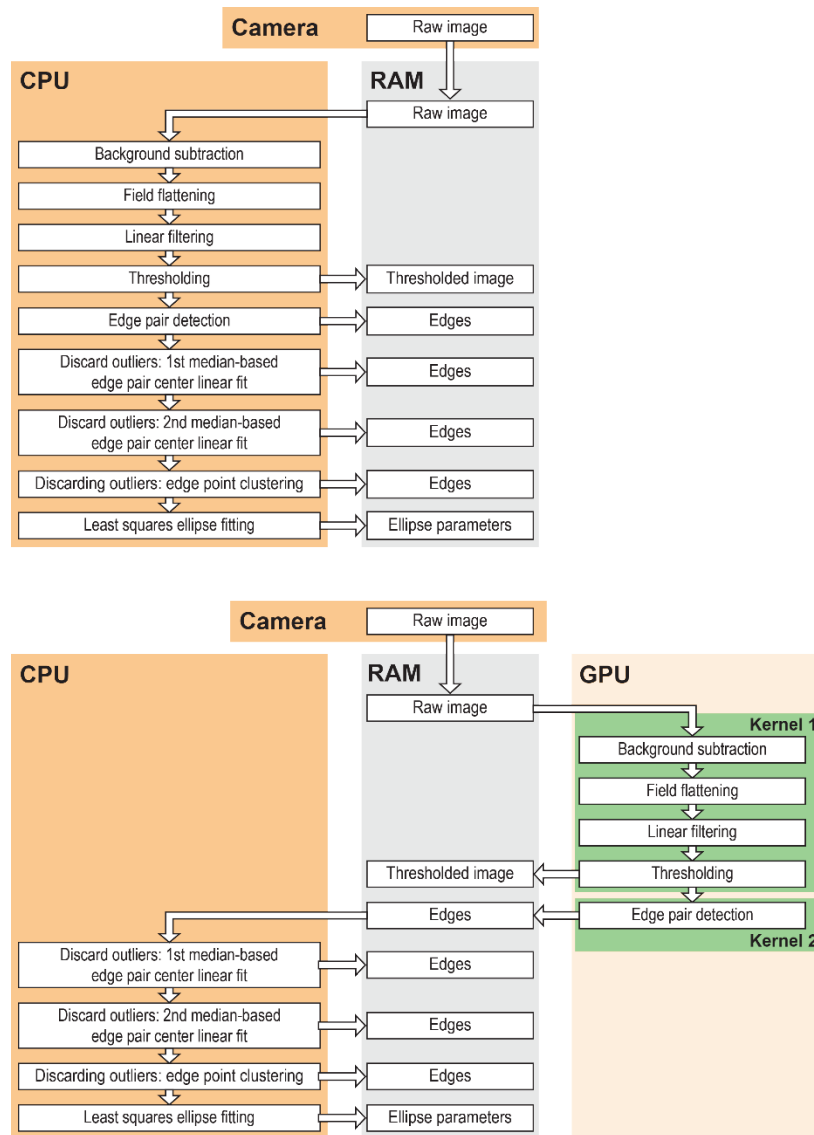 Camera
Raw image
CPU
RAM
Raw image
Background subtraction
Field flattening
Linear filtering
Thresholding
Thresholded image
Edge pair detection
Edges
Discard outliers: 1st median-based
edge pair center linear fit
Edges
Discard outliers: 2nd median-based
edge pair center linear fit
Edges
Discarding outliers: edge point clustering
Edges
Least squares ellipse fitting
Ellipse parameters
Camera
Raw image
CPU
RAM
GPU
Raw image
Kernel 1
Background subtraction
Field flattening
Linear filtering
Thresholded image
Thresholding
Edges
Edge pair detection
Kernel 2
Discard outliers: 1st median-based
edge pair center linear fit
Edges
Discard outliers: 2nd median-based
edge pair center linear fit
Edges
Discarding outliers: edge point clustering
Edges
Least squares ellipse fitting
Ellipse parameters